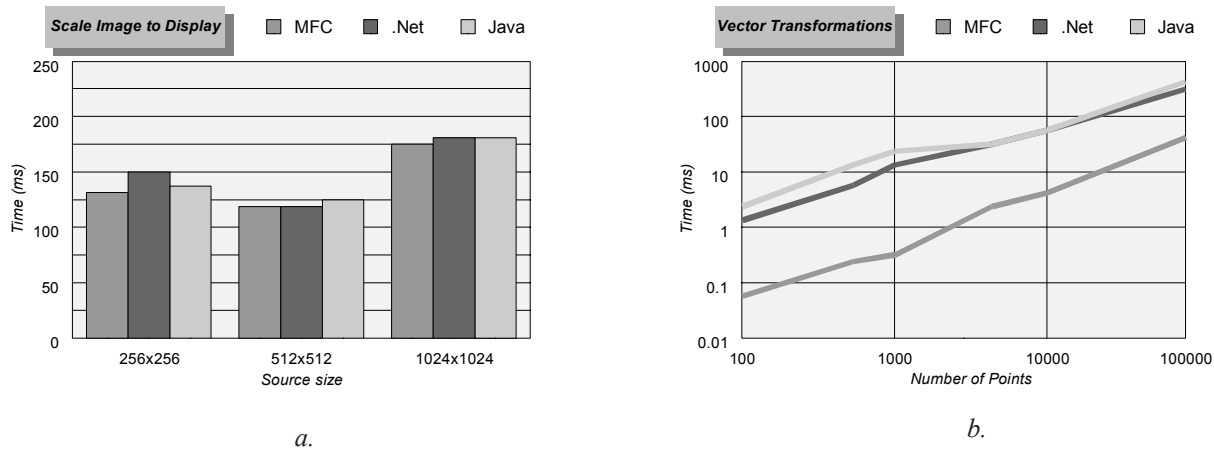 Scale Image to Display
MFC .Net Java
250
200
150
100
50
0
Time (ms)
256x256 512x512 1024x1024
Source size
a.
Vector Transformations
MFC .Net Java
1000
100
10
1
0.1
0.01
Time (ms)
100 1000 10000 100000
Number of Points
b.